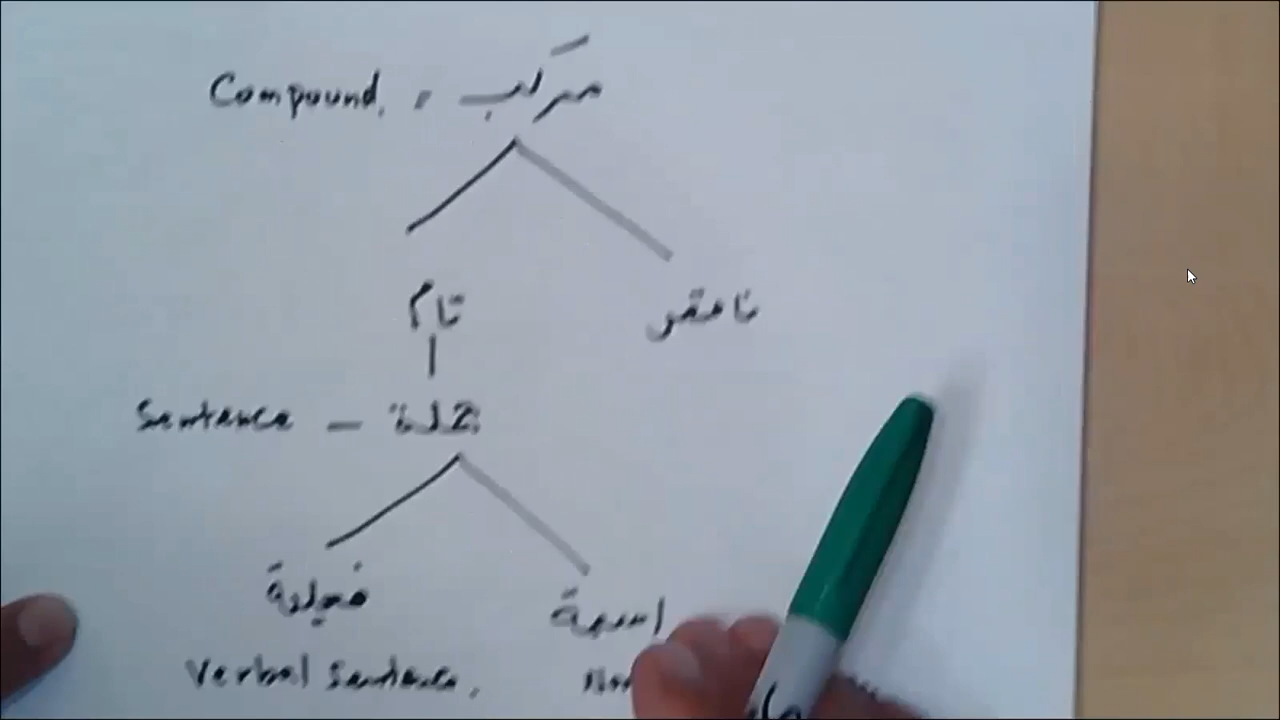 Compound, = مركب
تام
ناقص
Sentence – جملة
فعلية
اسمية
Verbal Sentence,